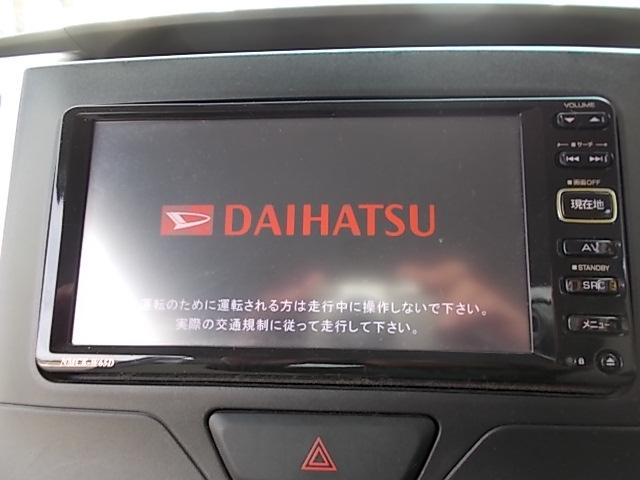 VOLUME
サーチ
画面OFF
現在地
DAIHATSU
AV
STANDBY
SRC
運転のために運転される方は走行中に操作しないで下さい。
実際の交通規制に従って走行して下さい。
メニュー